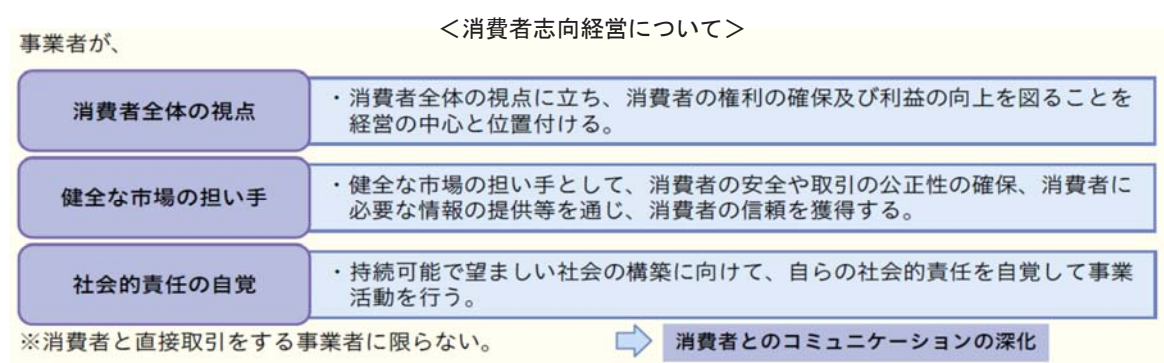 ＜消費者志向経営について＞
事業者が、
消費者全体の視点
・消費者全体の視点に立ち、消費者の権利の確保及び利益の向上を図ることを
経営の中心と位置付ける。
健全な市場の担い手
・健全な市場の担い手として、消費者の安全や取引の公正性の確保、消費者に
必要な情報の提供等を通じ、消費者の信頼を獲得する。
社会的責任の自覚
・持続可能で望ましい社会の構築に向けて、自らの社会的責任を自覚して事業
活動を行う。
※消費者と直接取引をする事業者に限らない。
消費者とのコミュニケーションの深化